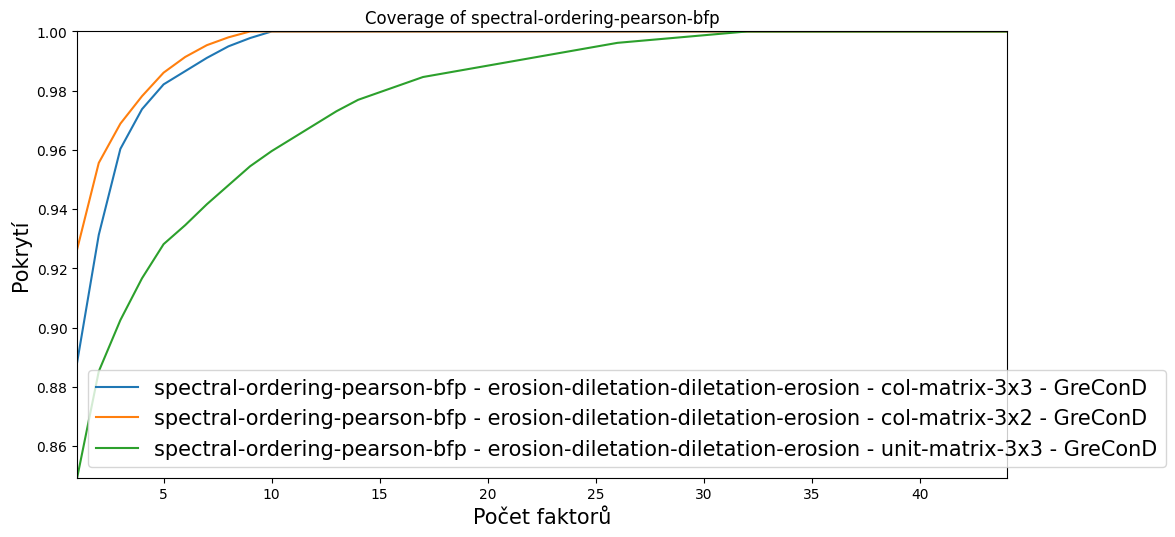 Coverage of spectral-ordering-pearson-bfp
1.00
0.98
0.96
0.94
0.92
0.90
0.88
0.86
Pokrytí
spectral-ordering-pearson-bfp - erosion-diletation-diletation-erosion - col-matrix-3x3 - GreConD
spectral-ordering-pearson-bfp - erosion-diletation-diletation-erosion - col-matrix-3x2 - GreConD
spectral-ordering-pearson-bfp - erosion-diletation-diletation-erosion - unit-matrix-3x3 - GreConD
5 10 15 20 25 30 35 40
Počet faktorů